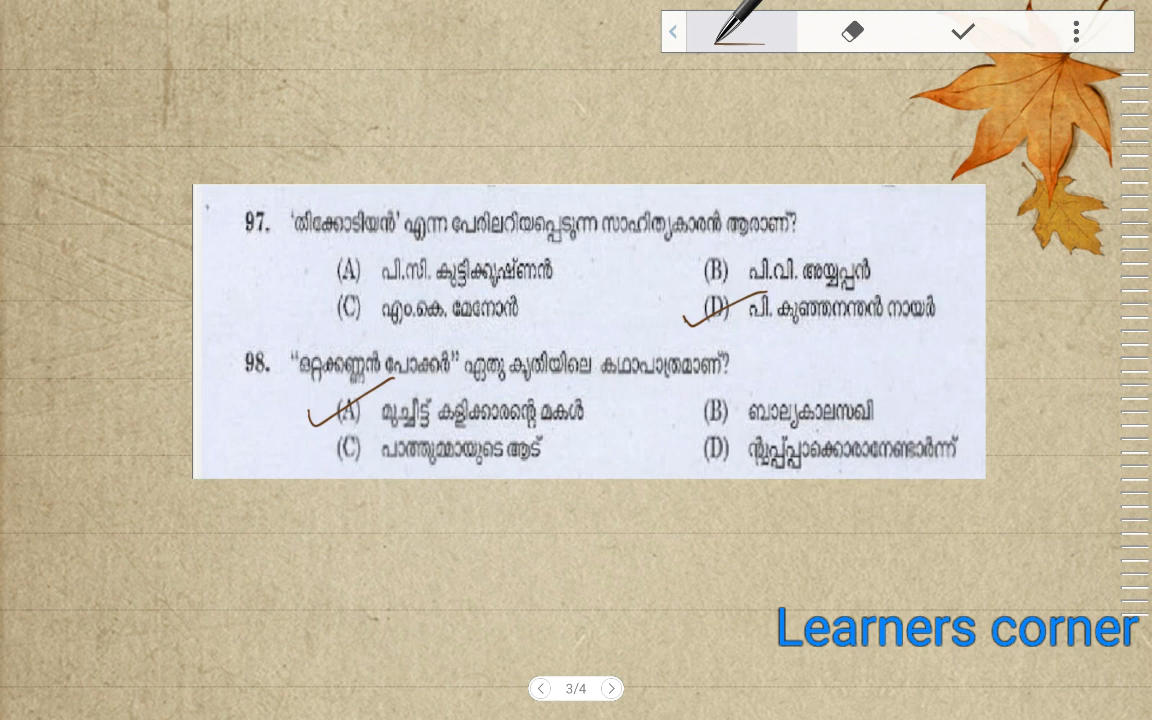 97. 'തിക്കോടിയൻ' എന്ന പേരിലറിയപ്പെടുന്ന സാഹിത്യകാരൻ ആരാണ്?
(A) പി.സി. കുട്ടിക്കൃഷ്ണൻ (B) പി.വി. അയ്യപ്പൻ
(C) എം.കെ. മേനോൻ (D) പി. കുഞ്ഞനന്തൻ നായർ
98. "ഒറ്റക്കണ്ണൻ പോക്കർ" ഏതു കൃതിയിലെ കഥാപാത്രമാണ്?
(A) മുച്ചീട്ട് കളിക്കാരന്റെ മകൾ (B) ബാല്യകാലസഖി
(C) പാത്തുമ്മായുടെ ആട് (D) ന്റുപ്പുപ്പാക്കൊരാനേണ്ടാർന്ന്
Learners corner
3/4